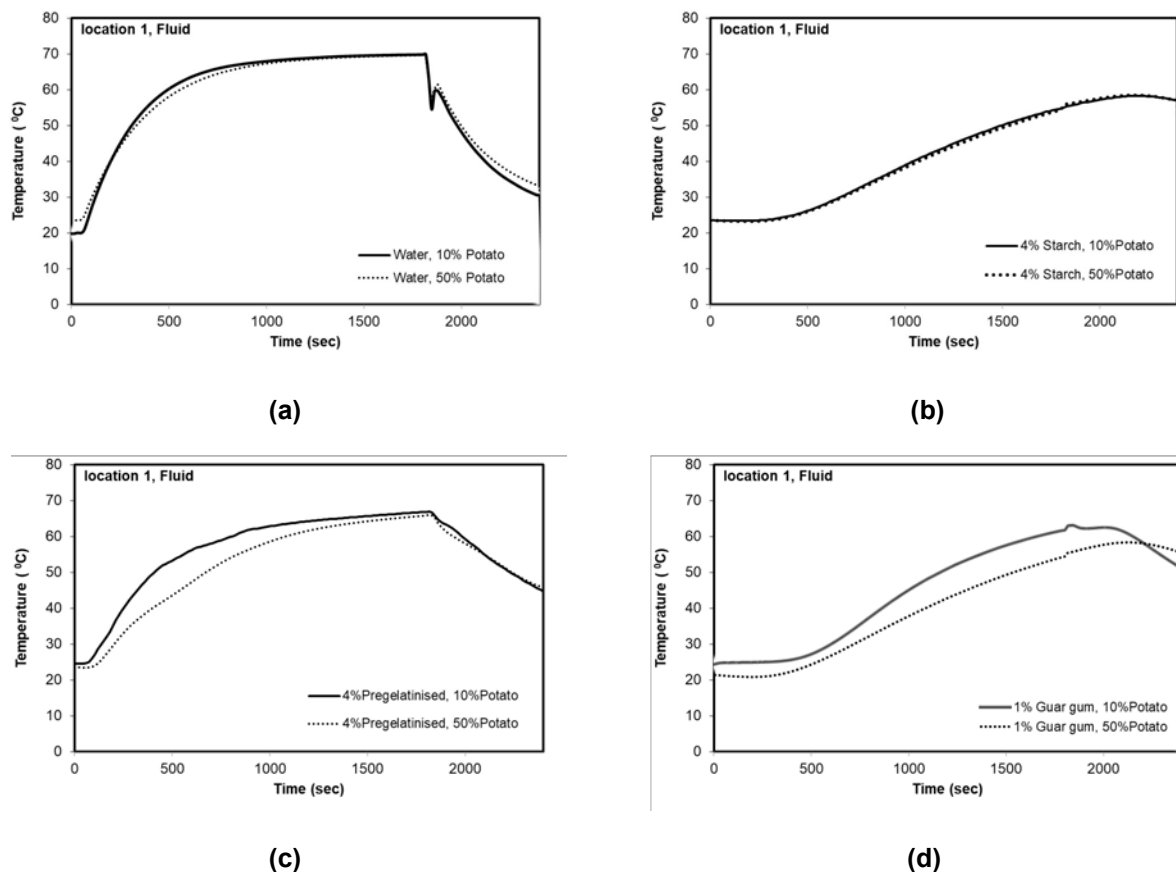 location 1, Fluid
80
70
60
50
40
30
20
10
0
Temperature ( ⁰C)
Water, 10% Potato
Water, 50% Potato
0 500 1000 1500 2000
Time (sec)
(a)
location 1, Fluid
80
70
60
50
40
30
20
10
0
Temperature ( ⁰C)
4% Starch, 10%Potato
4% Starch, 50%Potato
0 500 1000 1500 2000
Time (sec)
(b)
location 1, Fluid
80
70
60
50
40
30
20
10
0
Temperature ( ⁰C)
4%Pregelatinised, 10%Potato
4%Pregelatinised, 50%Potato
0 500 1000 1500 2000
Time (sec)
(c)
location 1, Fluid
80
70
60
50
40
30
20
10
0
Temperature ( ⁰C)
1% Guar gum, 10%Potato
1% Guar gum, 50%Potato
0 500 1000 1500 2000
Time (sec)
(d)